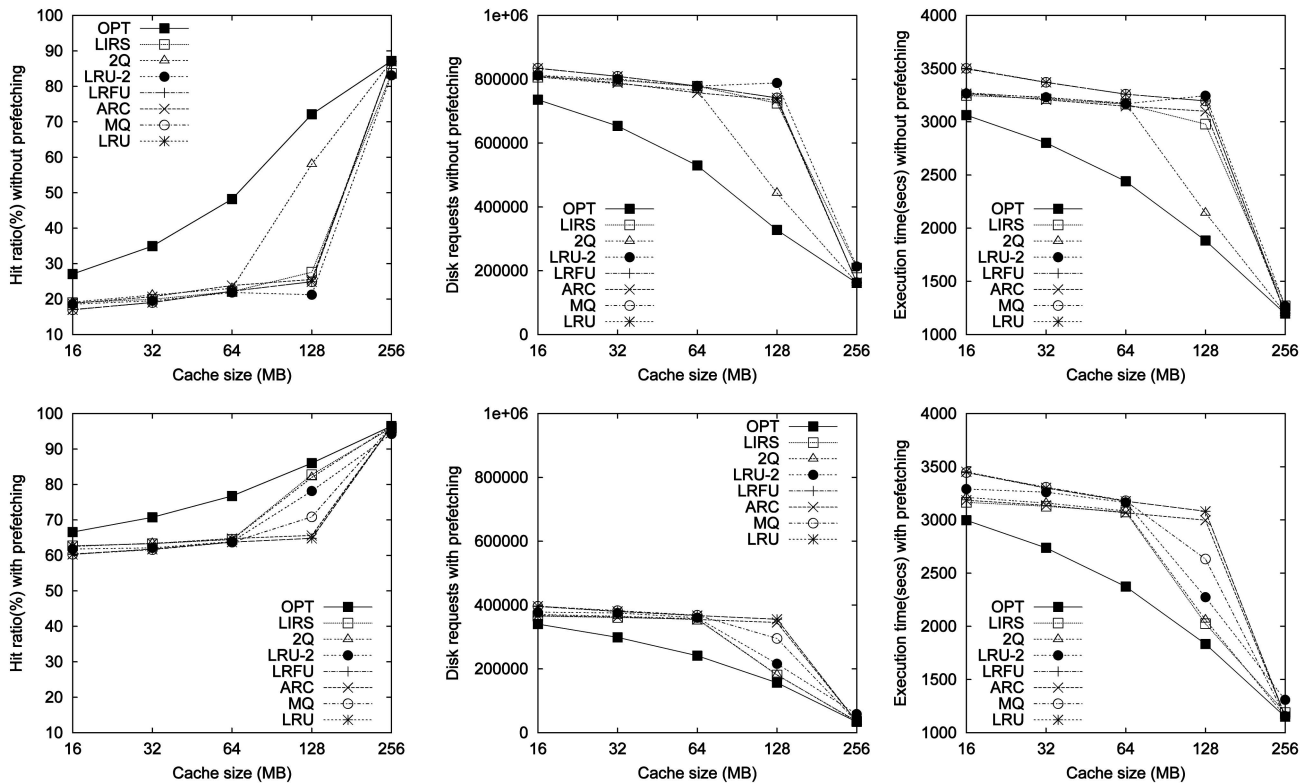 Hit ratio(%) without prefetching
100
90
80
70
60
50
40
30
20
10
OPT
LIRS
2Q
LRU-2
LRFU
ARC
MQ
LRU
16 32 64 128 256
Cache size (MB)
Disk requests without prefetching
1e+06
800000
600000
400000
200000
0
OPT
LIRS
2Q
LRU-2
LRFU
ARC
MQ
LRU
16 32 64 128 256
Cache size (MB)
Execution time(secs) without prefetching
4000
3500
3000
2500
2000
1500
1000
OPT
LIRS
2Q
LRU-2
LRFU
ARC
MQ
LRU
16 32 64 128 256
Cache size (MB)
Hit ratio(%) with prefetching
100
90
80
70
60
50
40
30
20
10
OPT
LIRS
2Q
LRU-2
LRFU
ARC
MQ
LRU
16 32 64 128 256
Cache size (MB)
Disk requests with prefetching
1e+06
800000
600000
400000
200000
0
OPT
LIRS
2Q
LRU-2
LRFU
ARC
MQ
LRU
16 32 64 128 256
Cache size (MB)
Execution time(secs) with prefetching
4000
3500
3000
2500
2000
1500
1000
OPT
LIRS
2Q
LRU-2
LRFU
ARC
MQ
LRU
16 32 64 128 256
Cache size (MB)